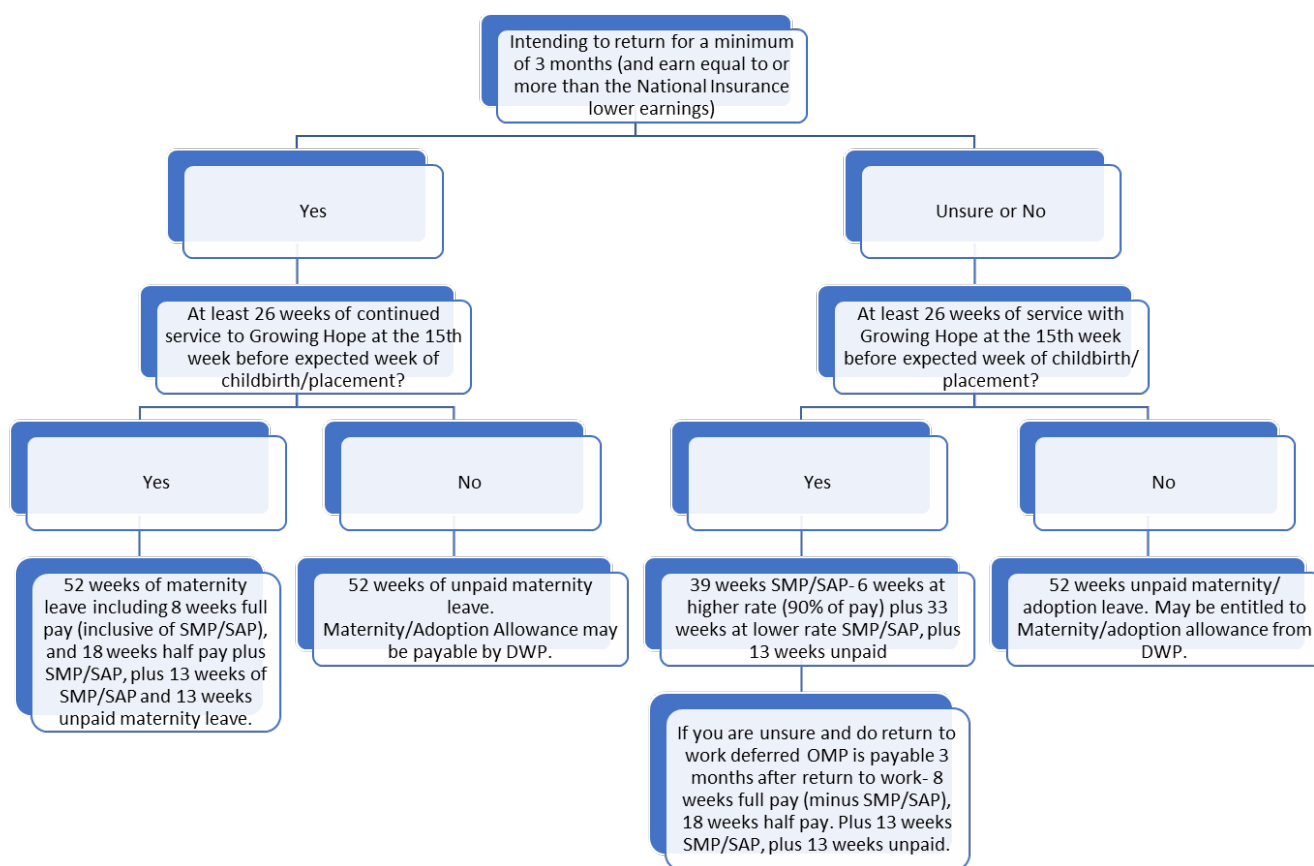 Intending to return for a minimum
of 3 months (and earn equal to or
more than the National Insurance
lower earnings)
Yes
Unsure or No
At least 26 weeks of continued
service to Growing Hope at the 15th
week before expected week of
childbirth/placement?
At least 26 weeks of service with
Growing Hope at the 15th week
before expected week of childbirth/
placement?
Yes
No
Yes
No
52 weeks of maternity
leave including 8 weeks full
pay (inclusive of SMP/SAP),
and 18 weeks half pay plus
SMP/SAP, plus 13 weeks of
SMP/SAP and 13 weeks
unpaid maternity leave.
52 weeks of unpaid maternity
leave.
Maternity/Adoption Allowance may
be payable by DWP.
39 weeks SMP/SAP- 6 weeks at
higher rate (90% of pay) plus 33
weeks at lower rate SMP/SAP, plus
13 weeks unpaid
52 weeks unpaid maternity/
adoption leave. May be entitled to
Maternity/adoption allowance from
DWP.
If you are unsure and do return to
work deferred OMP is payable 3
months after return to work- 8
weeks full pay (minus SMP/SAP),
18 weeks half pay. Plus 13 weeks
SMP/SAP, plus 13 weeks unpaid.